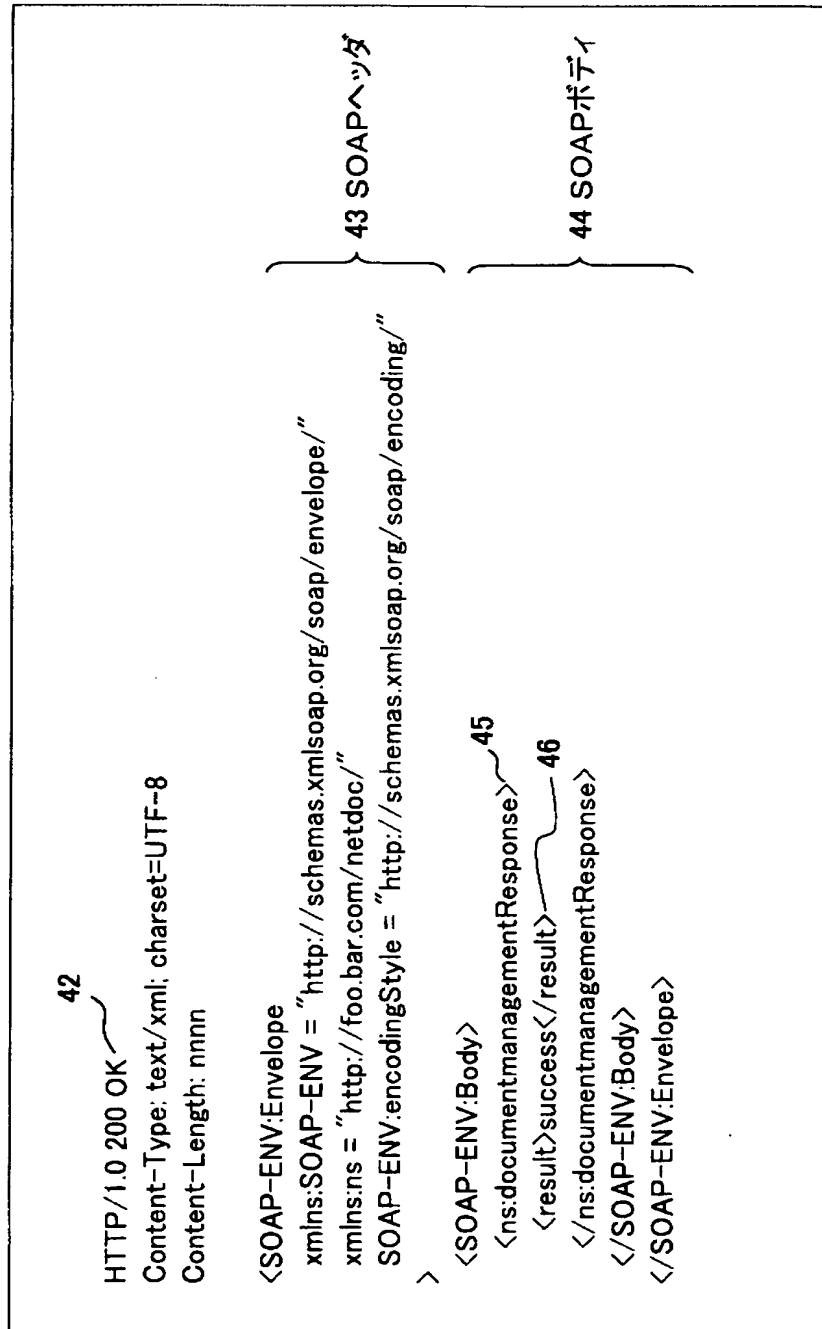 42
HTTP/1.0 200 OK
Content-Type: text/xml; charset=UTF-8
Content-Length: nnnn
<SOAP-ENV:Envelope
xmlns:SOAP-ENV = "http://schemas.xmlsoap.org/soap/envelope/"
xmlns:ns = "http://foo.bar.com/netdoc/"
SOAP-ENV:encodingStyle = "http://schemas.xmlsoap.org/soap/encoding/"
>
43 SOAPヘッダ
<SOAP-ENV:Body>
<ns:documentmanagementResponse> 45
<result>success</result> 46
</ns:documentmanagementResponse>
</SOAP-ENV:Body>
</SOAP-ENV:Envelope>
44 SOAPボディ